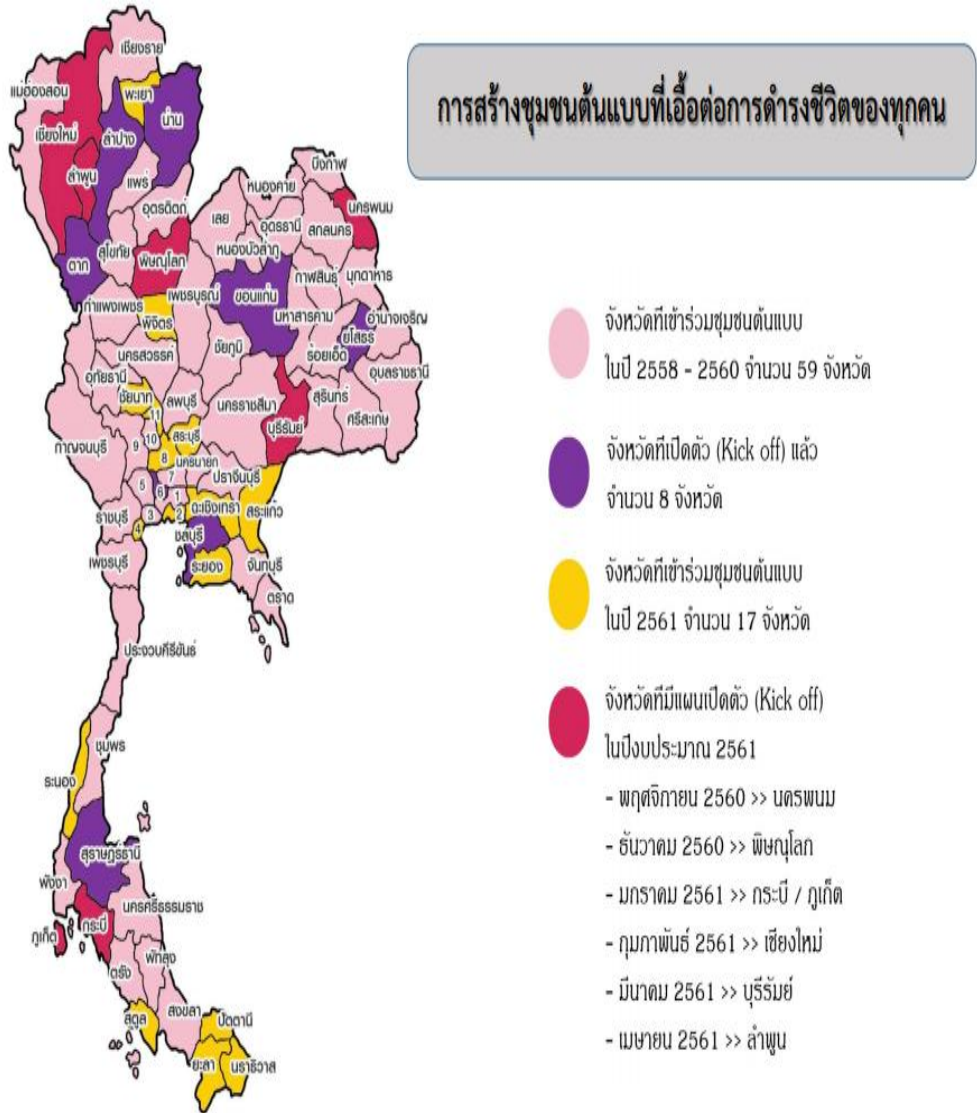 การสร้างชุมชนต้นแบบที่เอื้อต่อการดำรงชีวิตของทุกคน
เชียงราย
แม่ฮ่องสอน
พะเยา
น่าน
เชียงใหม่
ลำปาง
ลำพูน
แพร่
อุตรดิตถ์
บึงกาฬ
หนองคาย
นครพนม
เลย
อุดรธานี
สกลนคร
ตาก
สุโขทัย
พิษณุโลก
หนองบัวลำภู
กาฬสินธุ์
มุกดาหาร
กำแพงเพชร
เพชรบูรณ์
ขอนแก่น
มหาสารคาม
อำนาจเจริญ
ยโสธร
พิจิตร
ชัยภูมิ
ร้อยเอ็ด
อุบลราชธานี
นครสวรรค์
อุทัยธานี
ชัยนาท
ลพบุรี
นครราชสีมา
สุรินทร์
ศรีสะเกษ
บุรีรัมย์
11
สระบุรี
กาญจนบุรี
9
10
8
นครนายก
ปราจีนบุรี
7
5
6
1
ฉะเชิงเทรา
สระแก้ว
ราชบุรี
3
2
4
ชลบุรี
เพชรบุรี
ระยอง
จันทบุรี
ตราด
ประจวบคีรีขันธ์
ชุมพร
ระนอง
สุราษฎร์ธานี
พังงา
นครศรีธรรมราช
กระบี่
ภูเก็ต
ตรัง
พัทลุง
สงขลา
สตูล
ปัตตานี
ยะลา
นราธิวาส
จังหวัดที่เข้าร่วมชุมชนต้นแบบ
ในปี 2558 - 2560 จำนวน 59 จังหวัด
จังหวัดที่เปิดตัว (Kick off) แล้ว
จำนวน 8 จังหวัด
จังหวัดที่เข้าร่วมชุมชนต้นแบบ
ในปี 2561 จำนวน 17 จังหวัด
จังหวัดที่มีแผนเปิดตัว (Kick off)
ในปีงบประมาณ 2561
- พฤศจิกายน 2560 >> นครพนม
- ธันวาคม 2560 >> พิษณุโลก
- มกราคม 2561 >> กระบี่ / ภูเก็ต
- กุมภาพันธ์ 2561 >> เชียงใหม่
- มีนาคม 2561 >> บุรีรัมย์
- เมษายน 2561 >> ลำพูน